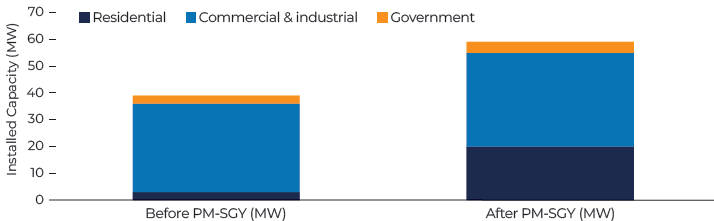 Residential Commercial & industrial Government
Installed Capacity (MW)
70
60
50
40
30
20
10
0
Before PM-SGY (MW) After PM-SGY (MW)